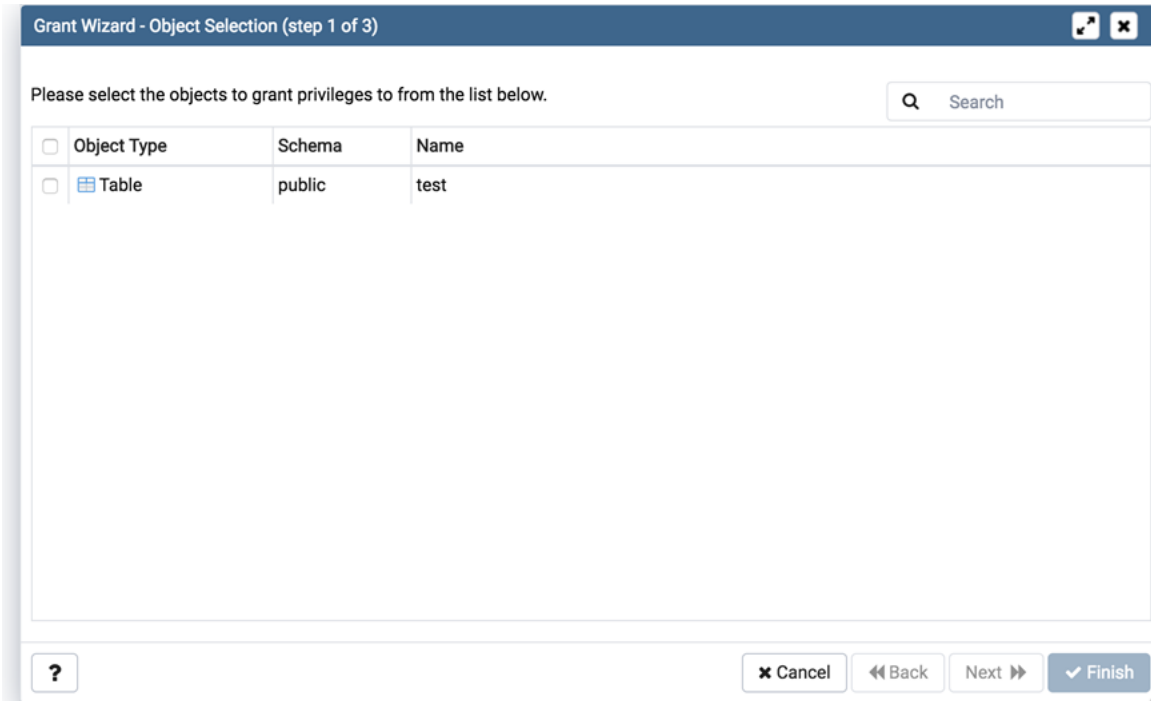 Grant Wizard - Object Selection (step 1 of 3)
Please select the objects to grant privileges to from the list below.
Search
Object Type Schema Name
Table public test
? Cancel Back Next Finish